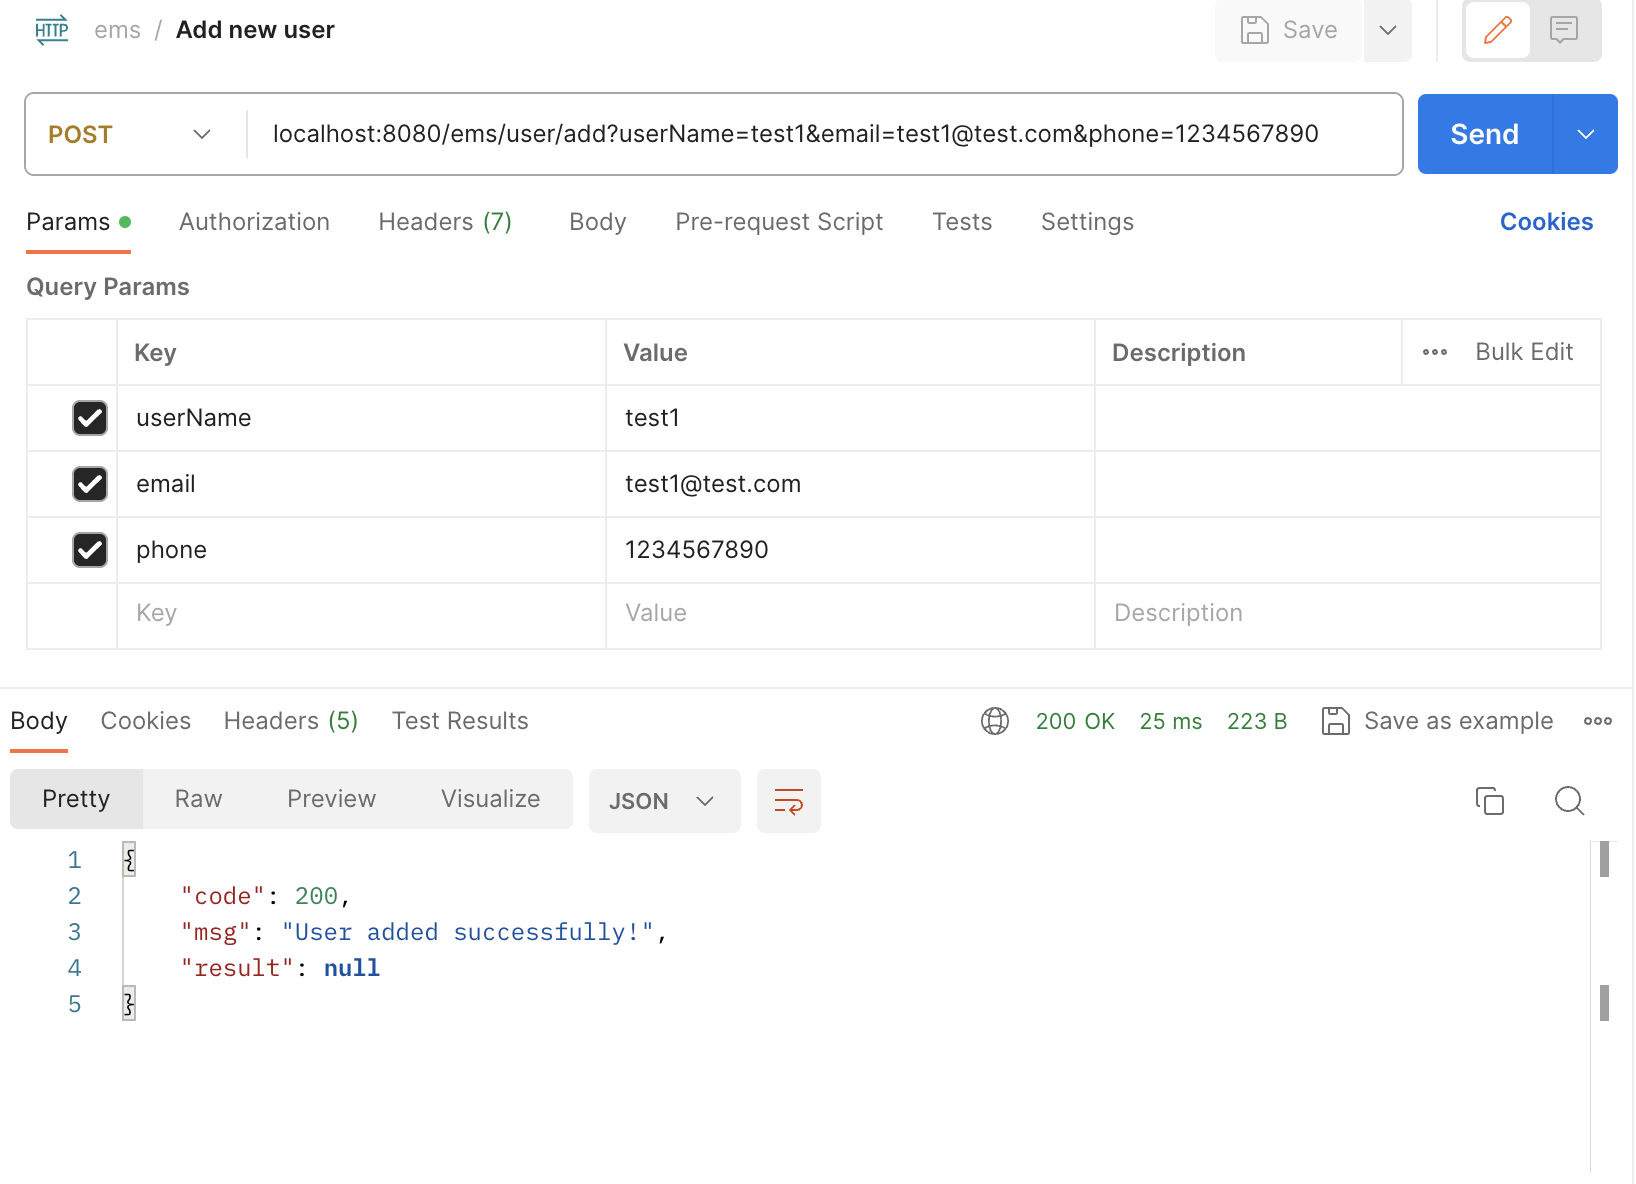 HTTP ems / Add new user Save
POST localhost:8080/ems/user/add?userName=test1&email=test1@test.com&phone=1234567890 Send
Params Authorization Headers (7) Body Pre-request Script Tests Settings Cookies
Query Params
Key Value Description Bulk Edit
userName test1
email test1@test.com
phone 1234567890
Key Value Description
Body Cookies Headers (5) Test Results 200 OK 25 ms 223 B Save as example
Pretty Raw Preview Visualize JSON
1 {
2 "code": 200,
3 "msg": "User added successfully!",
4 "result": null
5 }